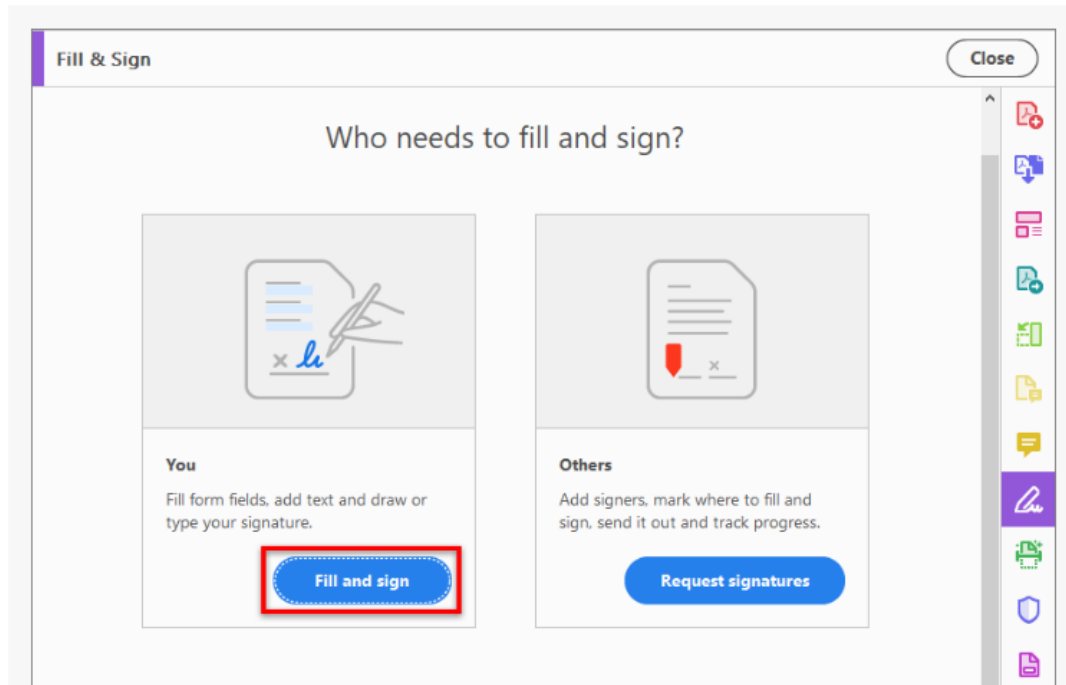 Fill & Sign
Close
Who needs to fill and sign?
You
Fill form fields, add text and draw or
type your signature.
Fill and sign
Others
Add signers, mark where to fill and
sign, send it out and track progress.
Request signatures